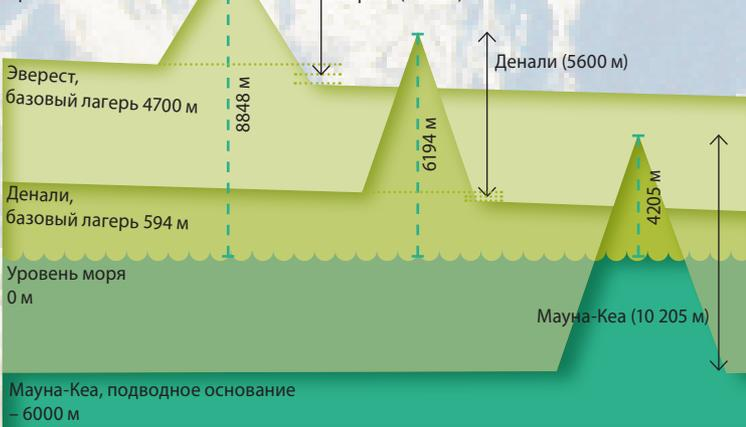 Денали (5600 м)
Эверест,
базовый лагерь 4700 м
8848 м
6194 м
4205 м
Денали,
базовый лагерь 594 м
Уровень моря
0 м
Мауна-Кеа (10 205 м)
Мауна-Кеа, подводное основание
– 6000 м